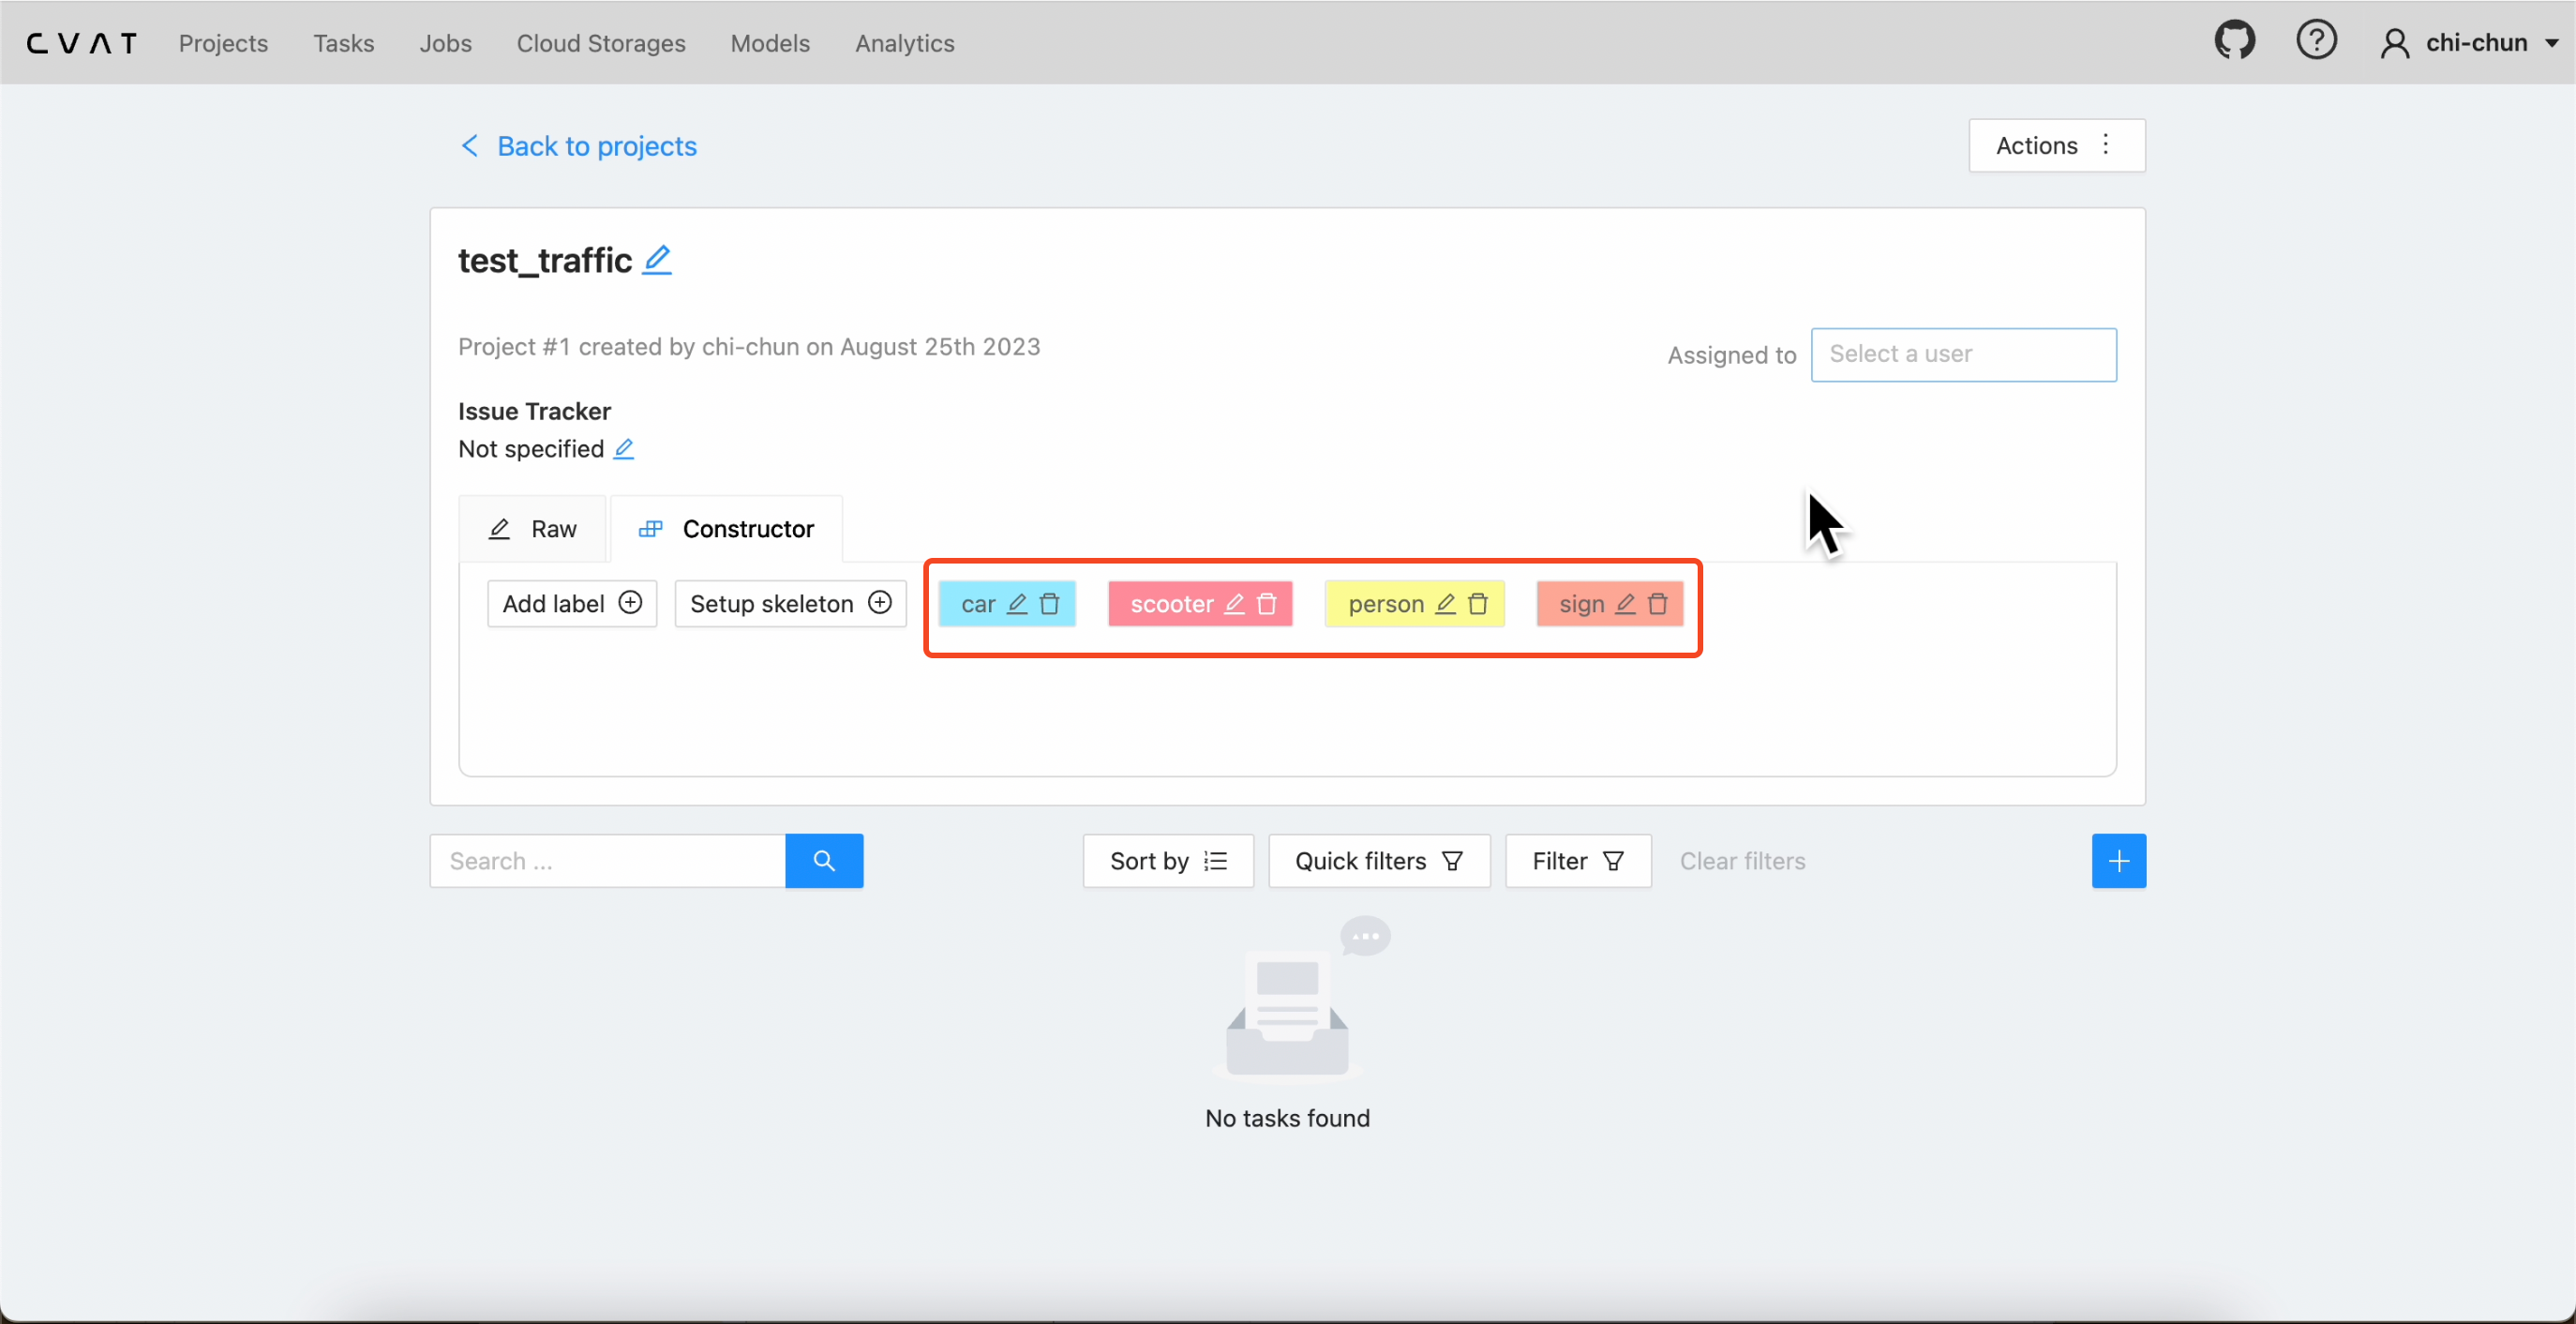 CVAT Projects Tasks Jobs Cloud Storages Models Analytics chi-chun
Back to projects Actions
test_traffic
Project #1 created by chi-chun on August 25th 2023
Assigned to Select a user
Issue Tracker
Not specified
Raw Constructor
Add label Setup skeleton car scooter person sign
Search ... Sort by Quick filters Filter Clear filters
No tasks found